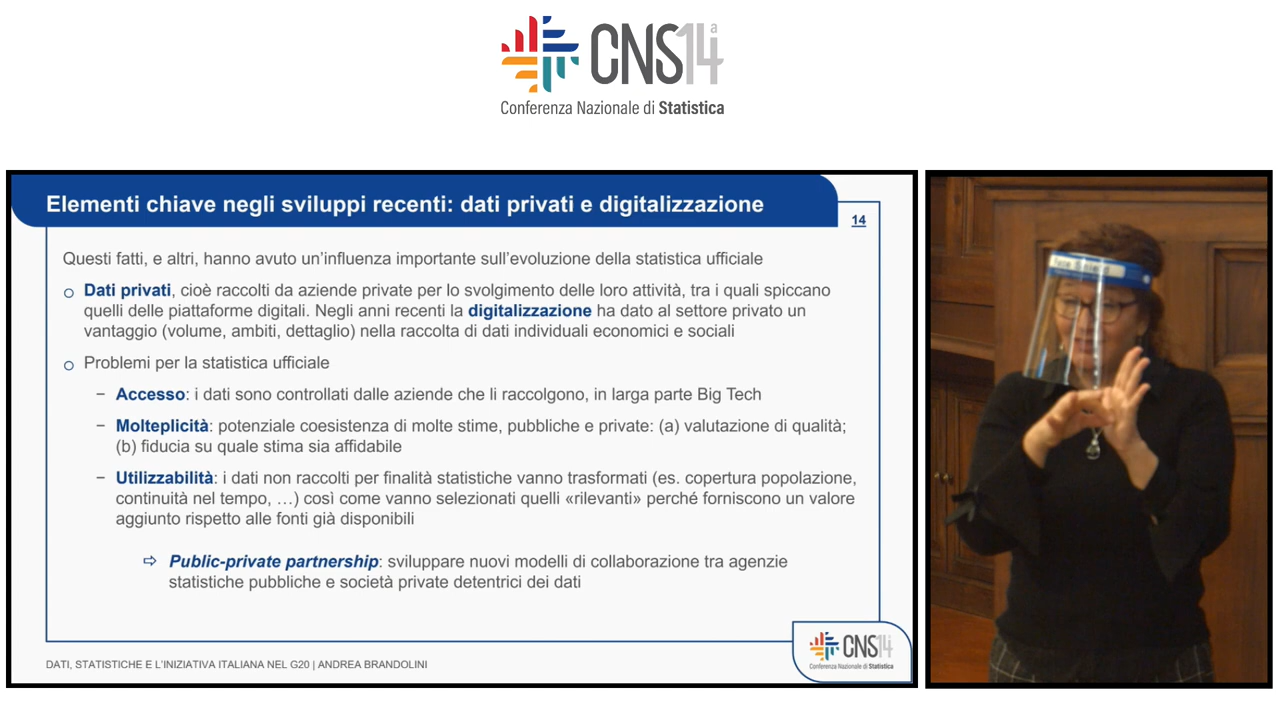 CNS14ª
Conferenza Nazionale di Statistica
Elementi chiave negli sviluppi recenti: dati privati e digitalizzazione
14
Questi fatti, e altri, hanno avuto un'influenza importante sull'evoluzione della statistica ufficiale
Dati privati, cioè raccolti da aziende private per lo svolgimento delle loro attività, tra i quali spiccano
quelli delle piattaforme digitali. Negli anni recenti la digitalizzazione ha dato al settore privato un
vantaggio (volume, ambiti, dettaglio) nella raccolta di dati individuali economici e sociali
Problemi per la statistica ufficiale
− Accesso: i dati sono controllati dalle aziende che li raccolgono, in larga parte Big Tech
− Molteplicità: potenziale coesistenza di molte stime, pubbliche e private: (a) valutazione di qualità;
(b) fiducia su quale stima sia affidabile
− Utilizzabilità: i dati non raccolti per finalità statistiche vanno trasformati (es. copertura popolazione,
continuità nel tempo, …) così come vanno selezionati quelli «rilevanti» perché forniscono un valore
aggiunto rispetto alle fonti già disponibili
⇨ Public-private partnership: sviluppare nuovi modelli di collaborazione tra agenzie
statistiche pubbliche e società private detentrici dei dati
DATI, STATISTICHE E L'INIZIATIVA ITALIANA NEL G20 | ANDREA BRANDOLINI
CNS14ª
Conferenza Nazionale di Statistica